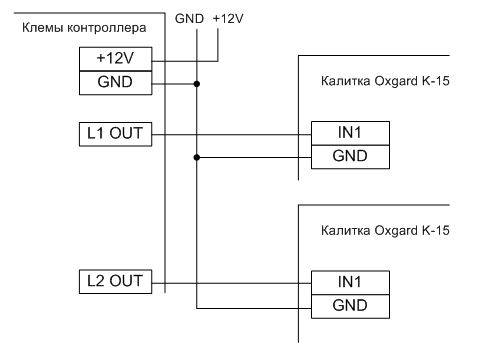 Клемы контроллера
GND +12V
+12V
GND
Калитка Oxgard K-15
L1 OUT
IN1
GND
Калитка Oxgard K-15
L2 OUT
IN1
GND